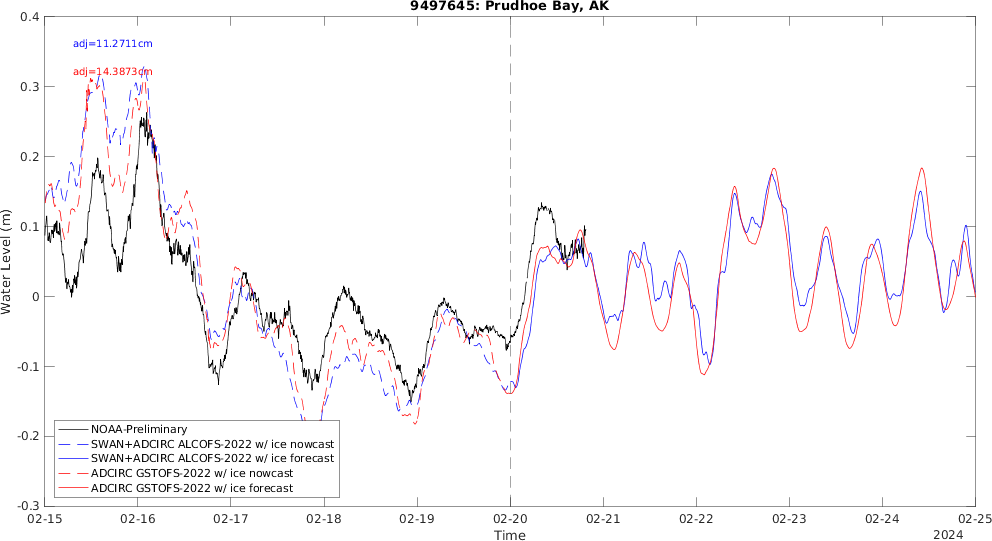 9497645: Prudhoe Bay, AK
0.4
adj=11.2711cm
adj=14.3873cm
0.3
0.2
0.1
0
-0.1
-0.2
-0.3
Water Level (m)
NOAA-Preliminary
SWAN+ADCIRC ALCOFS-2022 w/ ice nowcast
SWAN+ADCIRC ALCOFS-2022 w/ ice forecast
ADCIRC GSTOFS-2022 w/ ice nowcast
ADCIRC GSTOFS-2022 w/ ice forecast
02-15 02-16 02-17 02-18 02-19 02-20 02-21 02-22 02-23 02-24 02-25
Time
2024